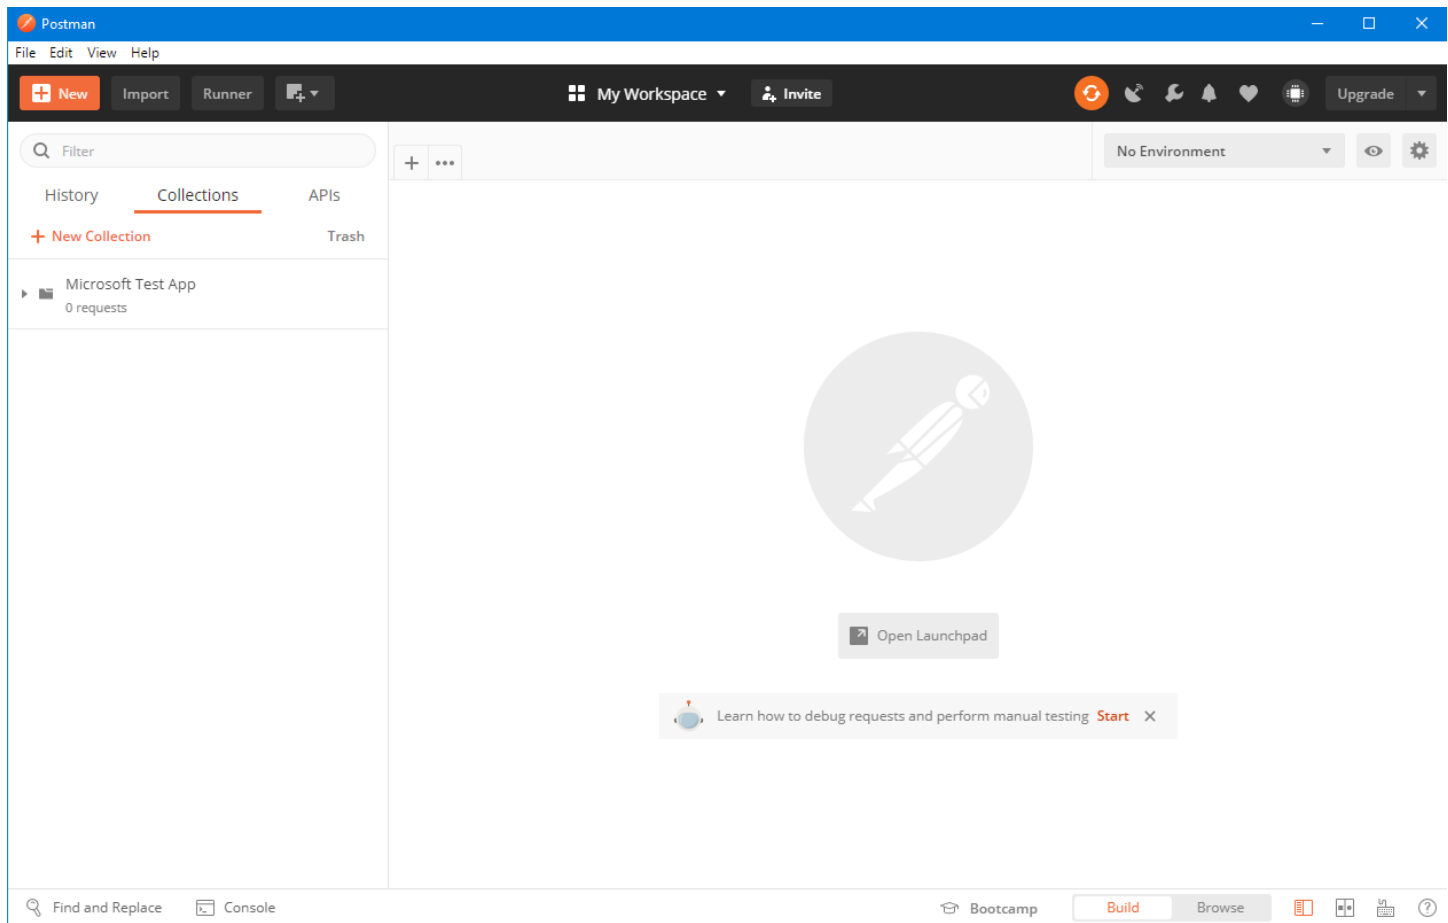 Postman
File Edit View Help
New Import Runner My Workspace Invite Upgrade
Filter
No Environment
History Collections APIs
New Collection Trash
Microsoft Test App
0 requests
Open Launchpad
Learn how to debug requests and perform manual testing Start
Find and Replace Console Bootcamp Build Browse